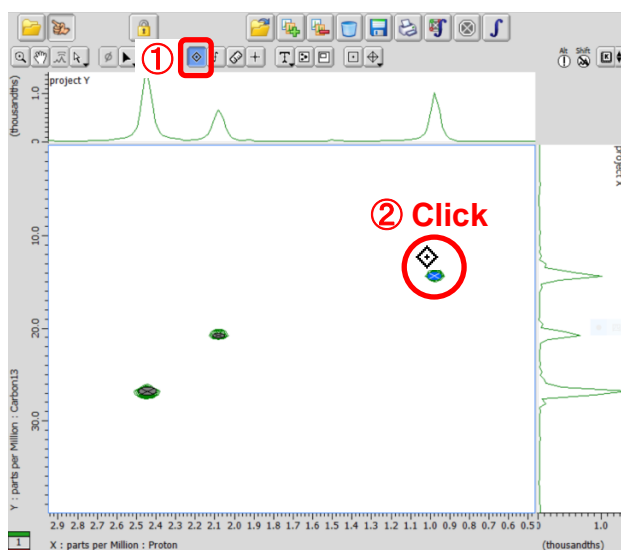 ①
Alt Shift
T
(thousandths)
0 1.0
project Y
② Click
project X
Y : parts per Million : Carbon13
10.0 20.0 30.0
2.9 2.8 2.7 2.6 2.5 2.4 2.3 2.2 2.1 2.0 1.9 1.8 1.7 1.6 1.5 1.4 1.3 1.2 1.1 1.0 0.9 0.8 0.7 0.6 0.5
1.0
1
X : parts per Million : Proton
(thousandths)